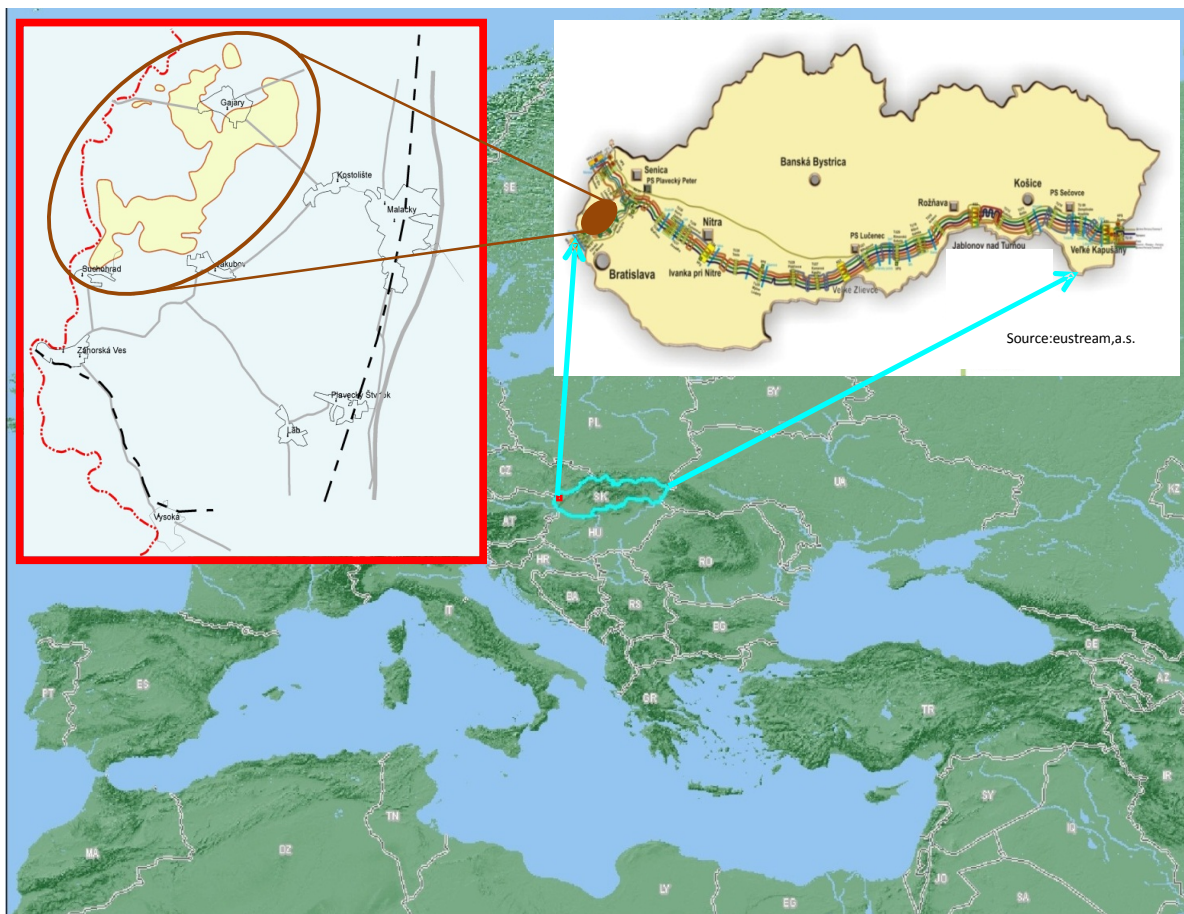 Gajary
Kostolište
Malacky
Suchohrad
Jakubov
Záhorská Ves
Plavecký Štvrtok
Láb
Vysoká
Senica
PS Plavecký Peter
Banská Bystrica
Košice
PS Sečovce
Rožňava
Nitra
PS Lučenec
Jablonov nad Turňou
Veľké Kapušany
Bratislava
Ivanka pri Nitre
Veľké Zlievce
Source:eustream,a.s.
SE
BY
PL
CZ
UA
KZ
SK
AT
HU
RO
HR
BA
RS
IT
BG
GE
AZ
PT
ES
GR
TR
IR
SY
IQ
TN
MA
DZ
LY
EG
JO
SA